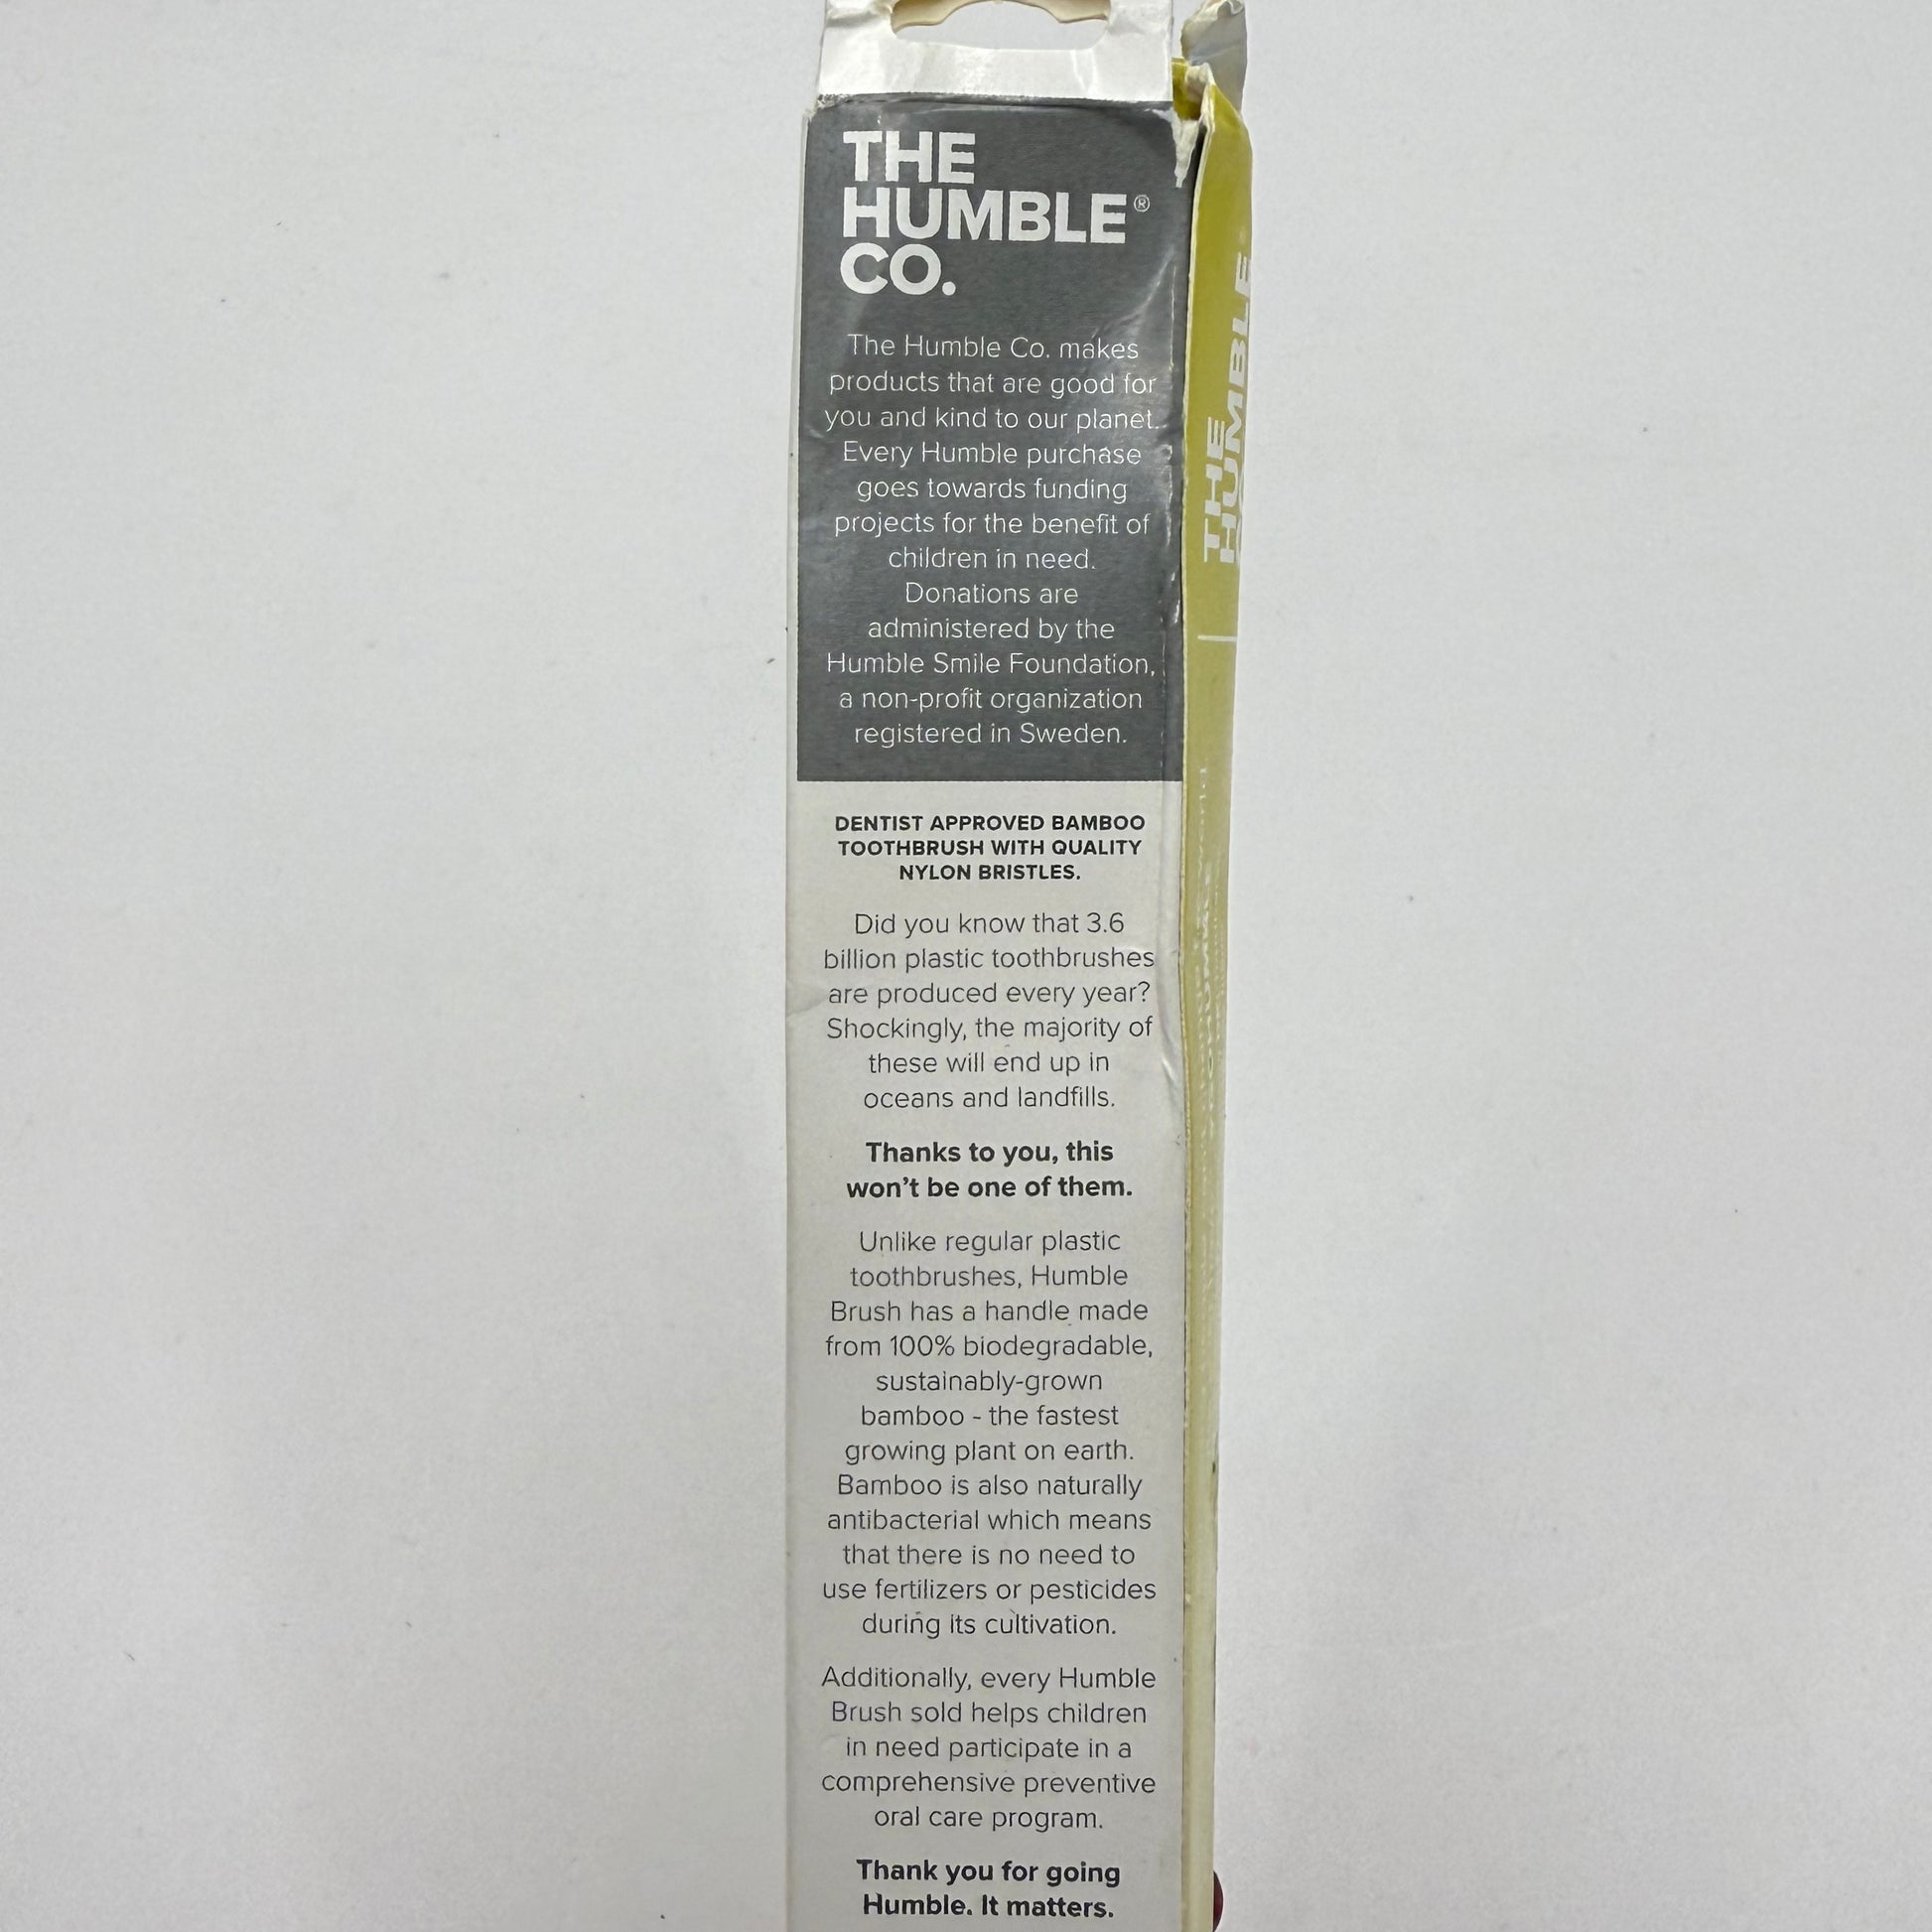 THE
HUMBLE®
CO.
The Humble Co. makes
products that are good for
you and kind to our planet.
Every Humble purchase
goes towards funding
projects for the benefit of
children in need.
Donations are
administered by the
Humble Smile Foundation,
a non-profit organization
registered in Sweden.
DENTIST APPROVED BAMBOO
TOOTHBRUSH WITH QUALITY
NYLON BRISTLES.
Did you know that 3.6
billion plastic toothbrushes
are produced every year?
Shockingly, the majority of
these will end up in
oceans and landfills.
Thanks to you, this
won't be one of them.
Unlike regular plastic
toothbrushes, Humble
Brush has a handle made
from 100% biodegradable,
sustainably-grown
bamboo - the fastest
growing plant on earth.
Bamboo is also naturally
antibacterial which means
that there is no need to
use fertilizers or pesticides
during its cultivation.
Additionally, every Humble
Brush sold helps children
in need participate in a
comprehensive preventive
oral care program.
Thank you for going
Humble. It matters.
THE
HUMBLE